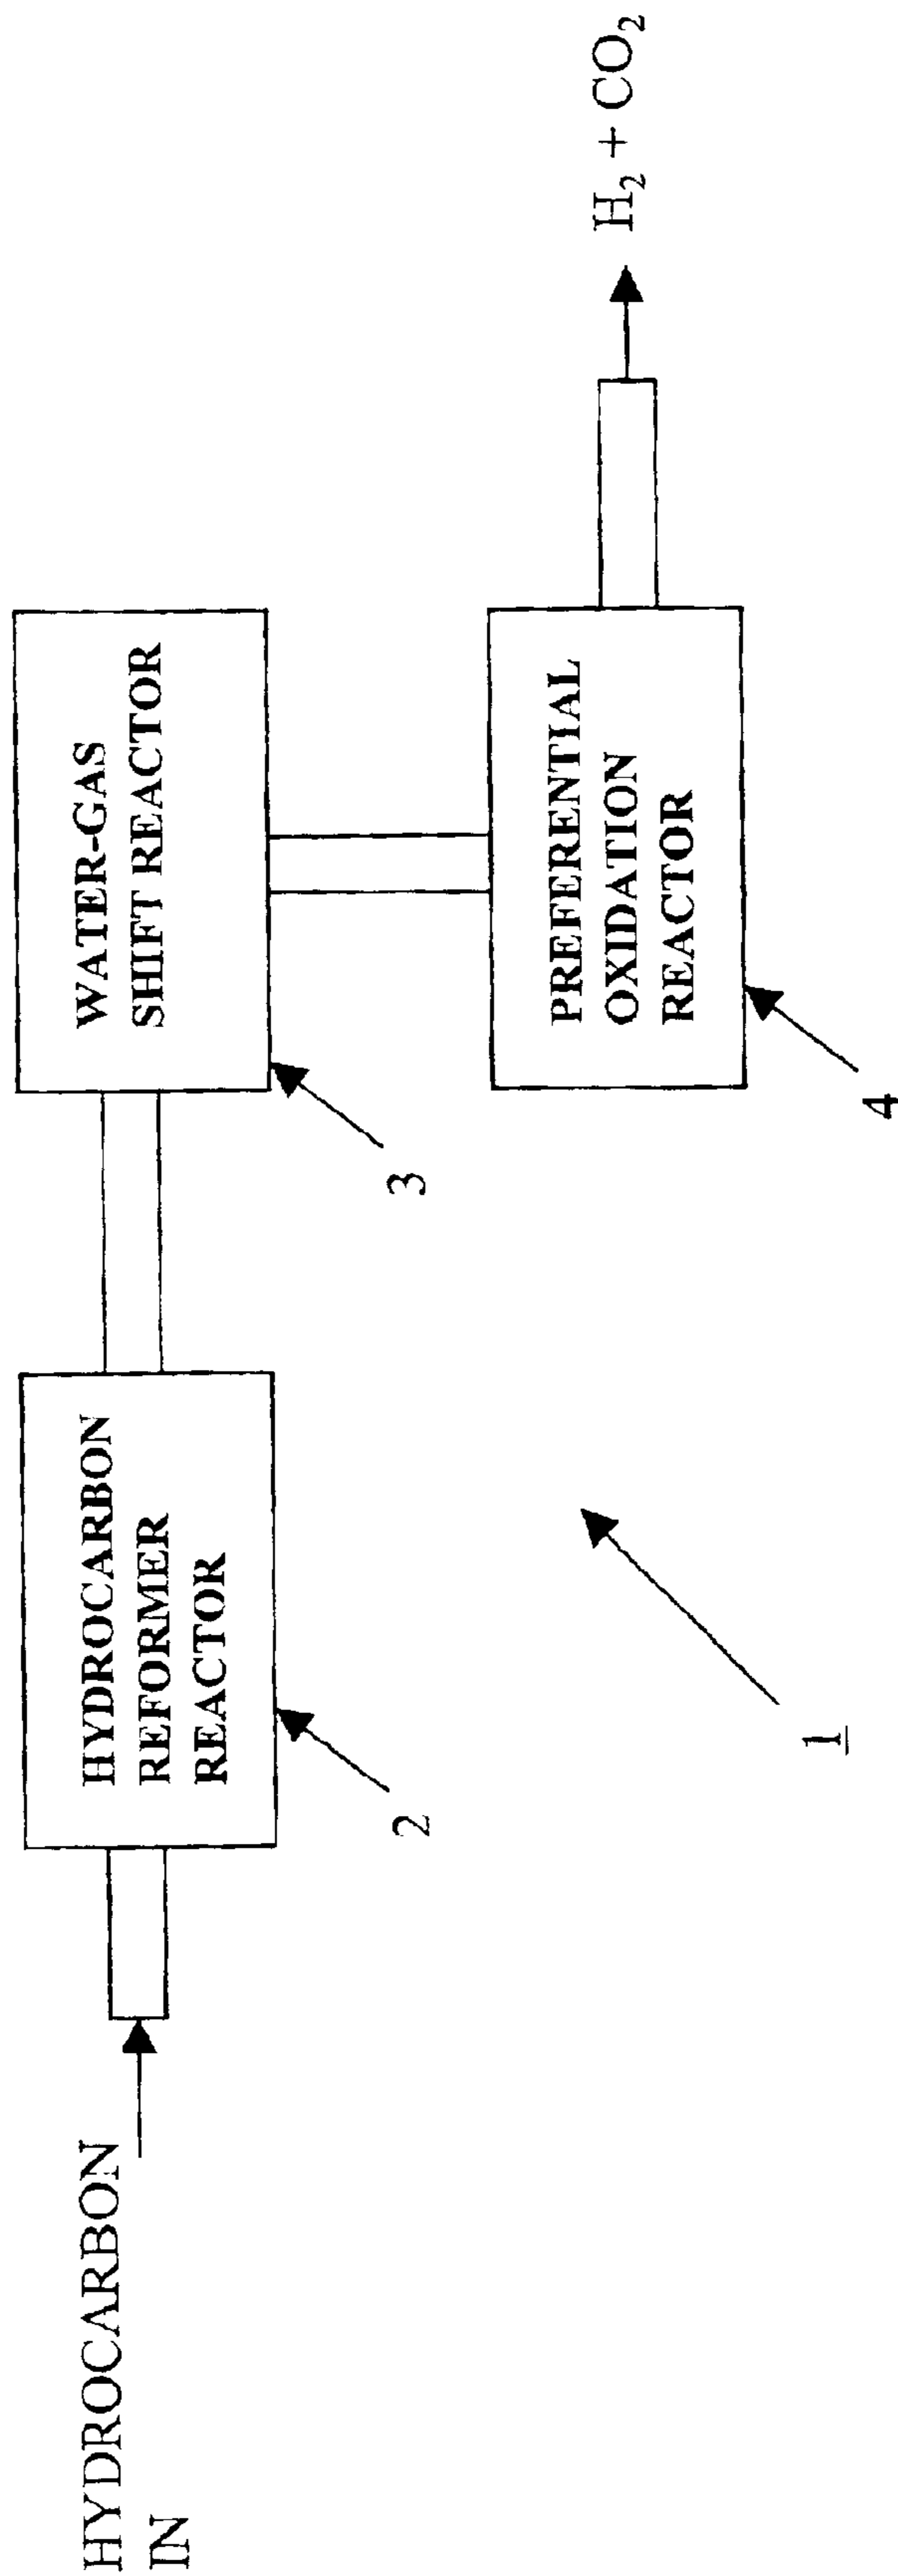 HYDROCARBON
IN
HYDROCARBON
REFORMER
REACTOR
2
WATER-GAS
SHIFT REACTOR
3
PREFERENTIAL
OXIDATION
REACTOR
4
H₂ + CO₂
1